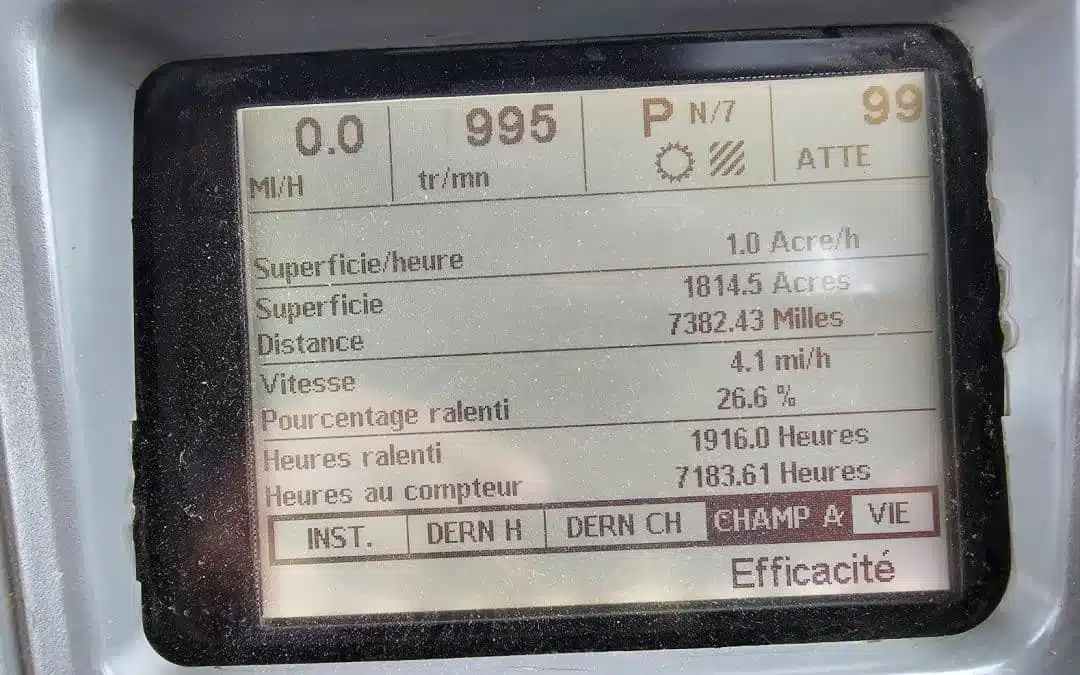 0.0 995 P N/7 99
MI/H tr/mn ATTE
Superficie/heure 1.0 Acre/h
Superficie 1814.5 Acres
Distance 7382.43 Milles
Vitesse 4.1 mi/h
Pourcentage ralenti 26.6 %
Heures ralenti 1916.0 Heures
Heures au compteur 7183.61 Heures
INST. DERN H DERN CH CHAMP A VIE
Efficacité